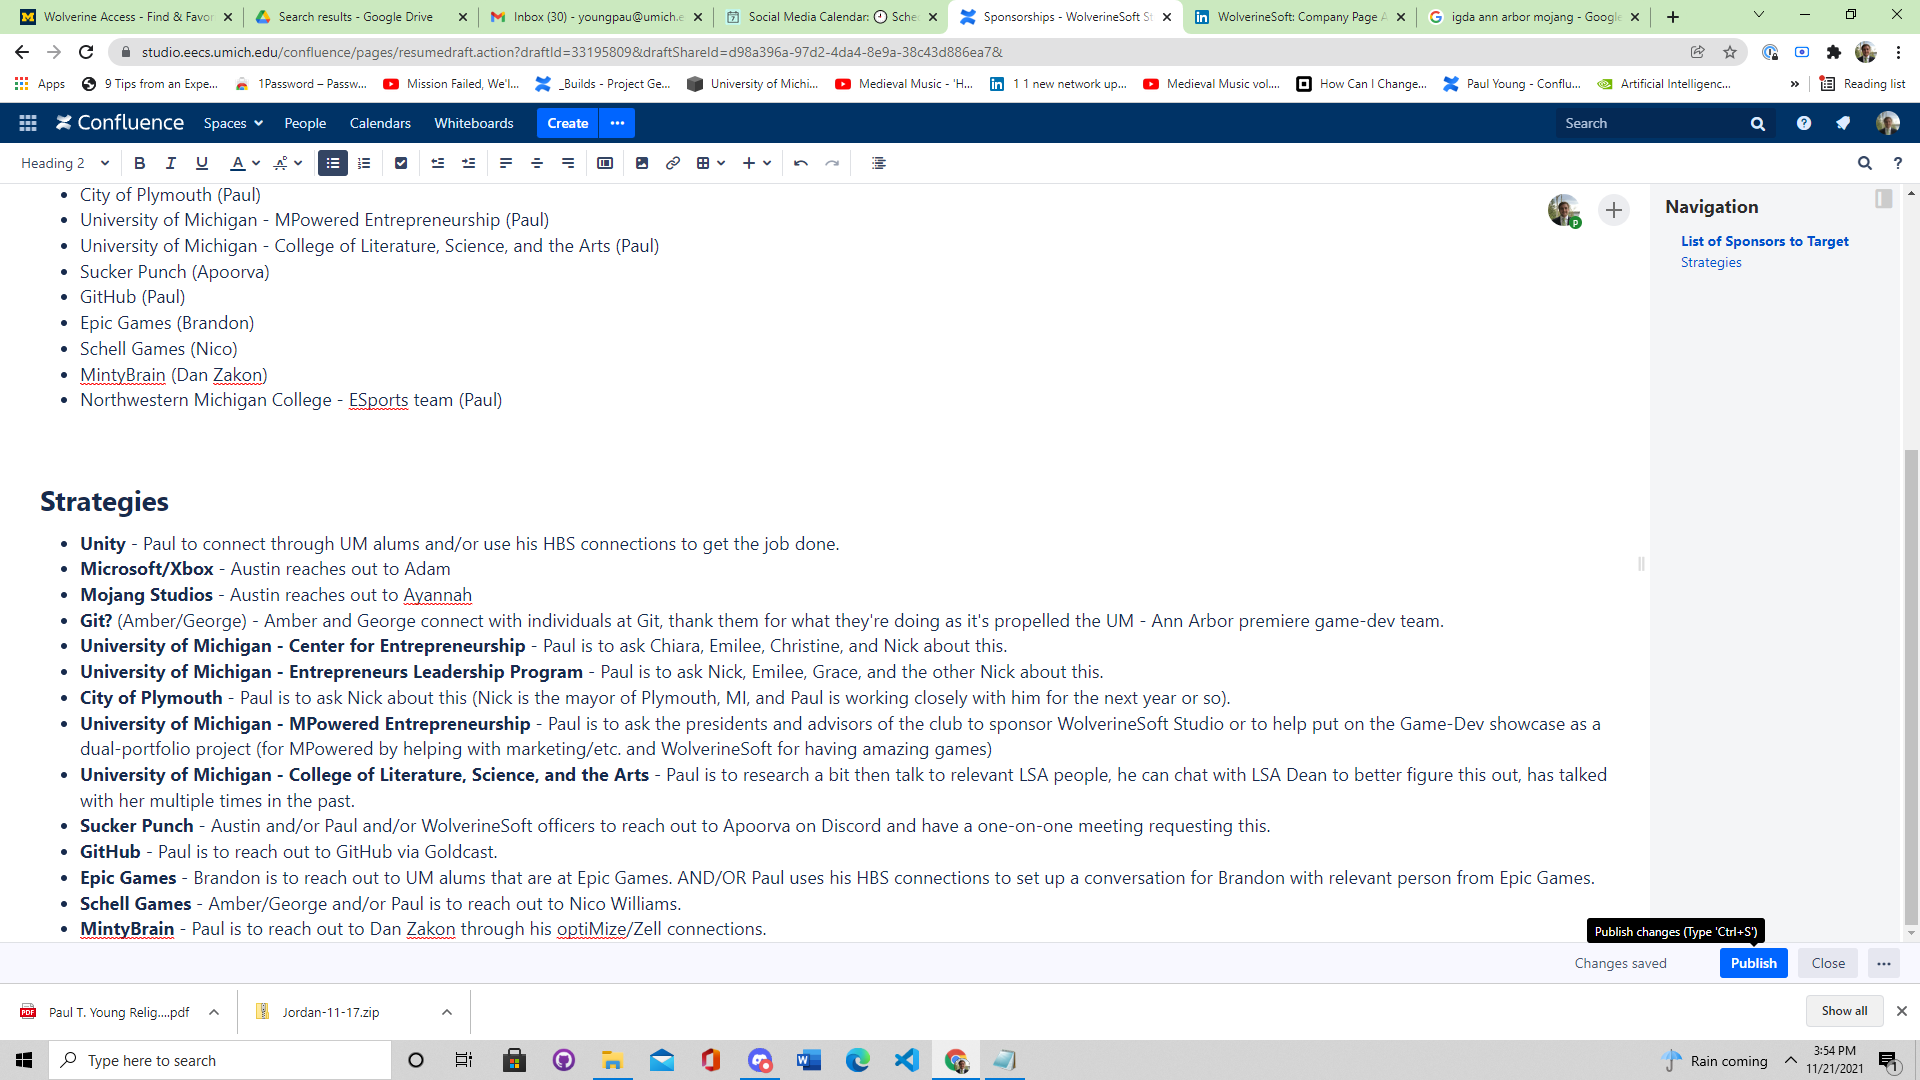 Wolverine Access - Find & Favor
Search results - Google Drive
Inbox (30) - youngpau@umich.e
Social Media Calendar: Sche
Sponsorships - WolverineSoft St
WolverineSoft: Company Page A
igda ann arbor mojang - Google
studio.eecs.umich.edu/confluence/pages/resumedraft.action?draftId=33195809&draftShareId=d98a396a-97d2-4da4-8e9a-38c43d886ea7&
Apps
9 Tips from an Expe...
1Password – Passw...
Mission Failed, We'l...
_Builds - Project Ge...
University of Michi...
Medieval Music - 'H...
1 1 new network up...
Medieval Music vol....
How Can I Change...
Paul Young - Conflu...
Artificial Intelligenc...
»
Reading list
Confluence
Spaces
People
Calendars
Whiteboards
Create
Search
Heading 2
B I U A
• City of Plymouth (Paul)
• University of Michigan - MPowered Entrepreneurship (Paul)
• University of Michigan - College of Literature, Science, and the Arts (Paul)
• Sucker Punch (Apoorva)
• GitHub (Paul)
• Epic Games (Brandon)
• Schell Games (Nico)
• MintyBrain (Dan Zakon)
• Northwestern Michigan College - ESports team (Paul)
Navigation
List of Sponsors to Target
Strategies
Strategies
• Unity - Paul to connect through UM alums and/or use his HBS connections to get the job done.
• Microsoft/Xbox - Austin reaches out to Adam
• Mojang Studios - Austin reaches out to Ayannah
• Git? (Amber/George) - Amber and George connect with individuals at Git, thank them for what they're doing as it's propelled the UM - Ann Arbor premiere game-dev team.
• University of Michigan - Center for Entrepreneurship - Paul is to ask Chiara, Emilee, Christine, and Nick about this.
• University of Michigan - Entrepreneurs Leadership Program - Paul is to ask Nick, Emilee, Grace, and the other Nick about this.
• City of Plymouth - Paul is to ask Nick about this (Nick is the mayor of Plymouth, MI, and Paul is working closely with him for the next year or so).
• University of Michigan - MPowered Entrepreneurship - Paul is to ask the presidents and advisors of the club to sponsor WolverineSoft Studio or to help put on the Game-Dev showcase as a
dual-portfolio project (for MPowered by helping with marketing/etc. and WolverineSoft for having amazing games)
• University of Michigan - College of Literature, Science, and the Arts - Paul is to research a bit then talk to relevant LSA people, he can chat with LSA Dean to better figure this out, has talked
with her multiple times in the past.
• Sucker Punch - Austin and/or Paul and/or WolverineSoft officers to reach out to Apoorva on Discord and have a one-on-one meeting requesting this.
• GitHub - Paul is to reach out to GitHub via Goldcast.
• Epic Games - Brandon is to reach out to UM alums that are at Epic Games. AND/OR Paul uses his HBS connections to set up a conversation for Brandon with relevant person from Epic Games.
• Schell Games - Amber/George and/or Paul is to reach out to Nico Williams.
• MintyBrain - Paul is to reach out to Dan Zakon through his optiMize/Zell connections.
Publish changes (Type 'Ctrl+S')
Changes saved
Publish
Close
Paul T. Young Relig....pdf
Jordan-11-17.zip
Show all
Type here to search
Rain coming
3:54 PM
11/21/2021
1